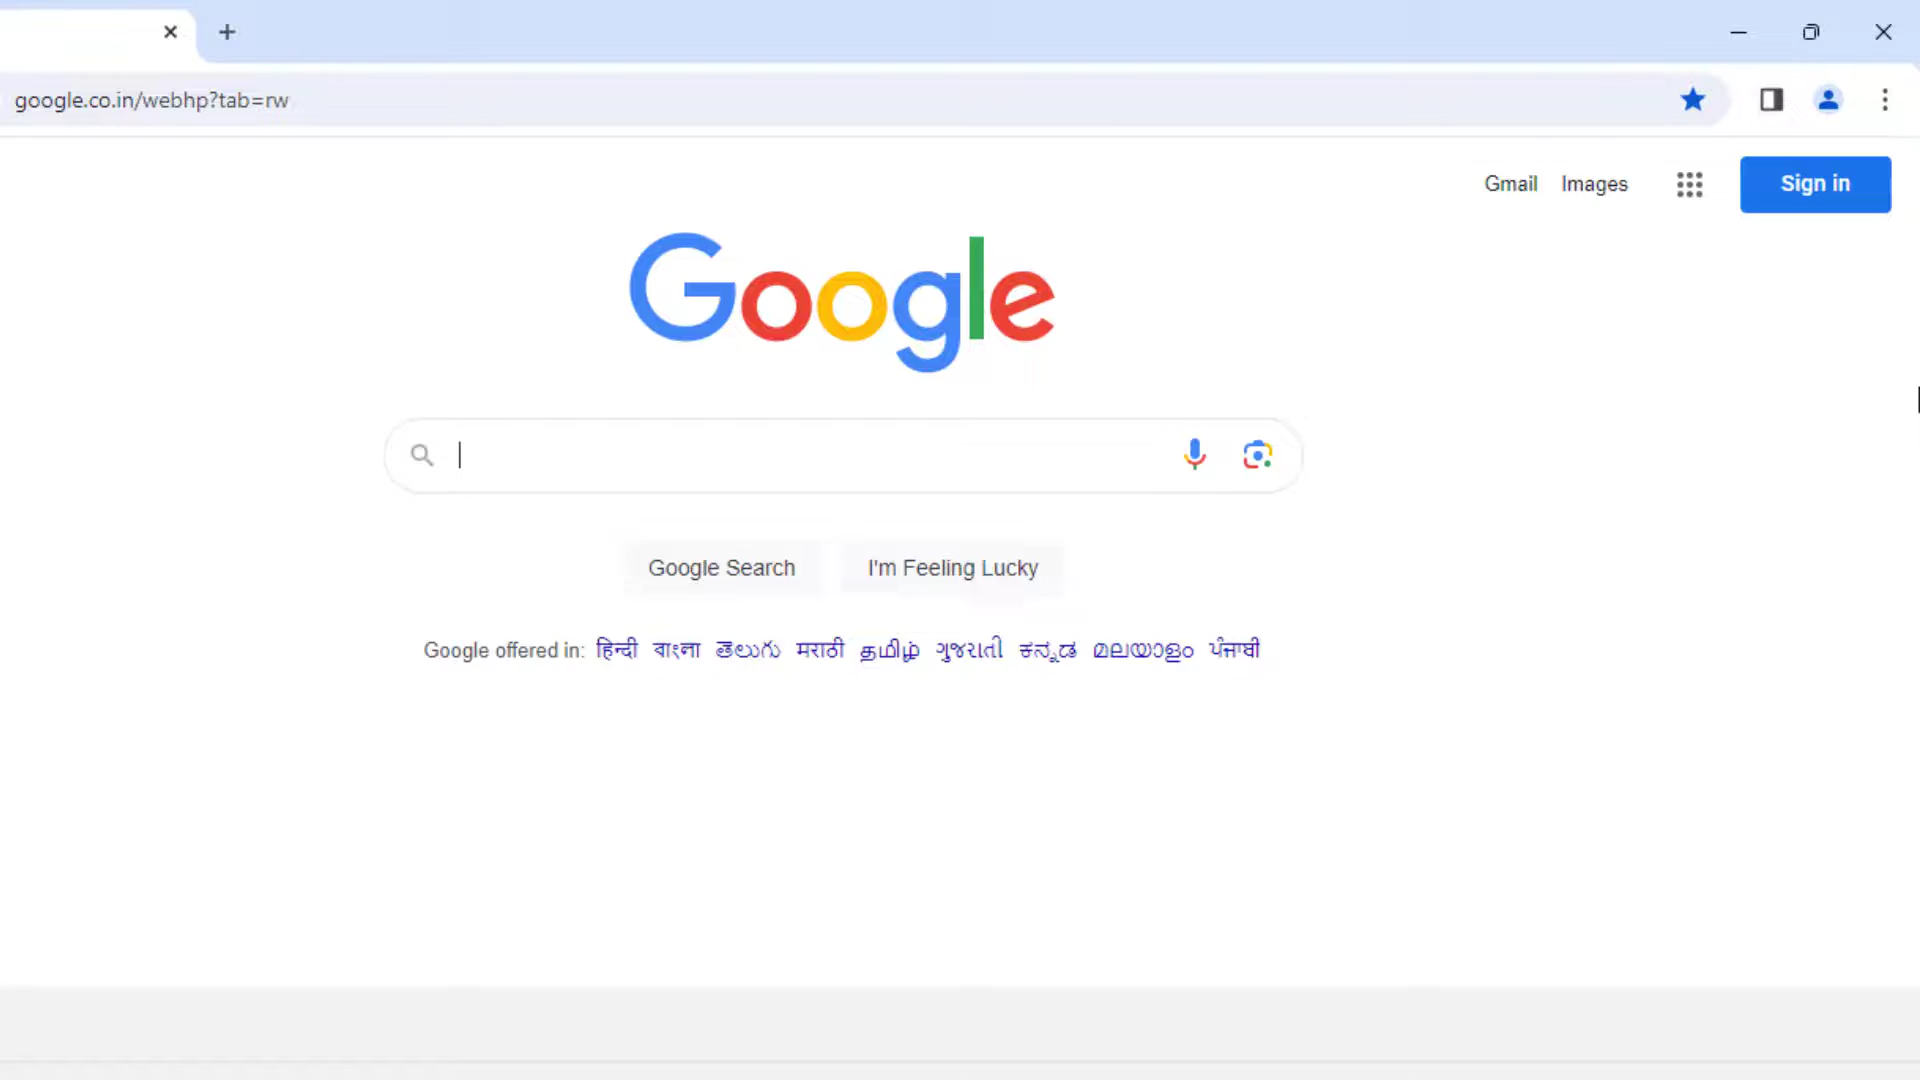 google.co.in/webhp?tab=rw
Gmail Images Sign in
Google
Google Search I'm Feeling Lucky
Google offered in: हिन्दी বাংলা తెలుగు मराठी தமிழ் ગુજરાતી ಕನ್ನಡ മലയാളം ਪੰਜਾਬੀ